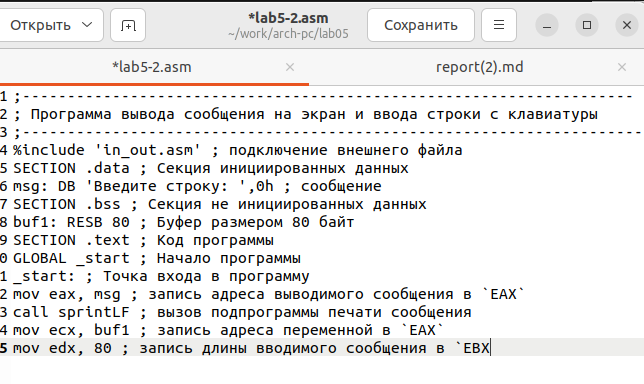 Открыть
*lab5-2.asm
~/work/arch-pc/lab05
Сохранить
*lab5-2.asm
report(2).md
1 ;--------------------------------------------------------------------
2 ; Программа вывода сообщения на экран и ввода строки с клавиатуры
3 ;--------------------------------------------------------------------
4 %include 'in_out.asm' ; подключение внешнего файла
5 SECTION .data ; Секция инициированных данных
6 msg: DB 'Введите строку: ',0h ; сообщение
7 SECTION .bss ; Секция не инициированных данных
8 buf1: RESB 80 ; Буфер размером 80 байт
9 SECTION .text ; Код программы
0 GLOBAL _start ; Начало программы
1 _start: ; Точка входа в программу
2 mov eax, msg ; запись адреса выводимого сообщения в `EAX`
3 call sprintLF ; вызов подпрограммы печати сообщения
4 mov ecx, buf1 ; запись адреса переменной в `EAX`
5 mov edx, 80 ; запись длины вводимого сообщения в `EBX